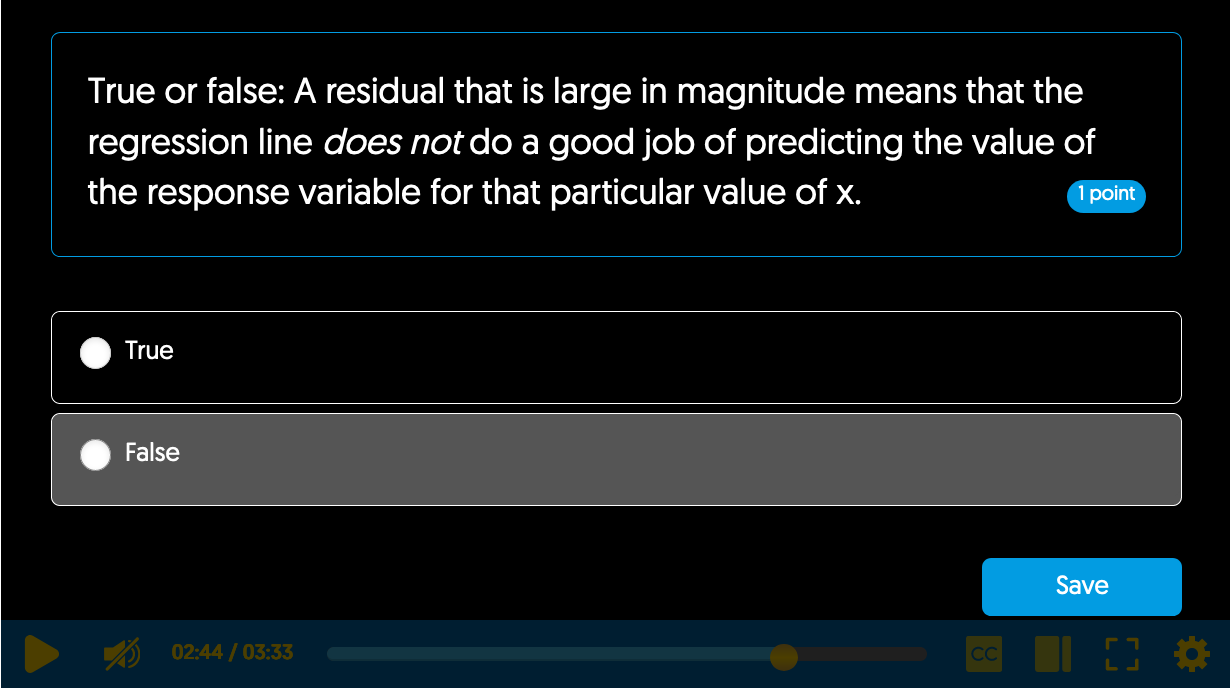 True or false: A residual that is large in magnitude means that the
regression line does not do a good job of predicting the value of
the response variable for that particular value of x.
1 point
True
False
Save
02:44 / 03:33
CC